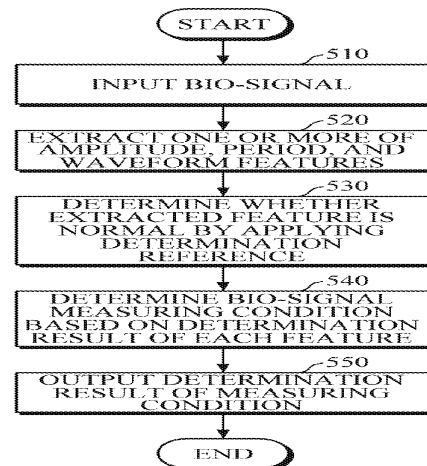 START
510
INPUT BIO-SIGNAL
520
EXTRACT ONE OR MORE OF
AMPLITUDE, PERIOD, AND
WAVEFORM FEATURES
530
DETERMINE WHETHER
EXTRACTED FEATURE IS
NORMAL BY APPLYING
DETERMINATION
REFERENCE
540
DETERMINE BIO-SIGNAL
MEASURING CONDITION
BASED ON DETERMINATION
RESULT OF EACH FEATURE
550
OUTPUT DETERMINATION
RESULT OF MEASURING
CONDITION
END